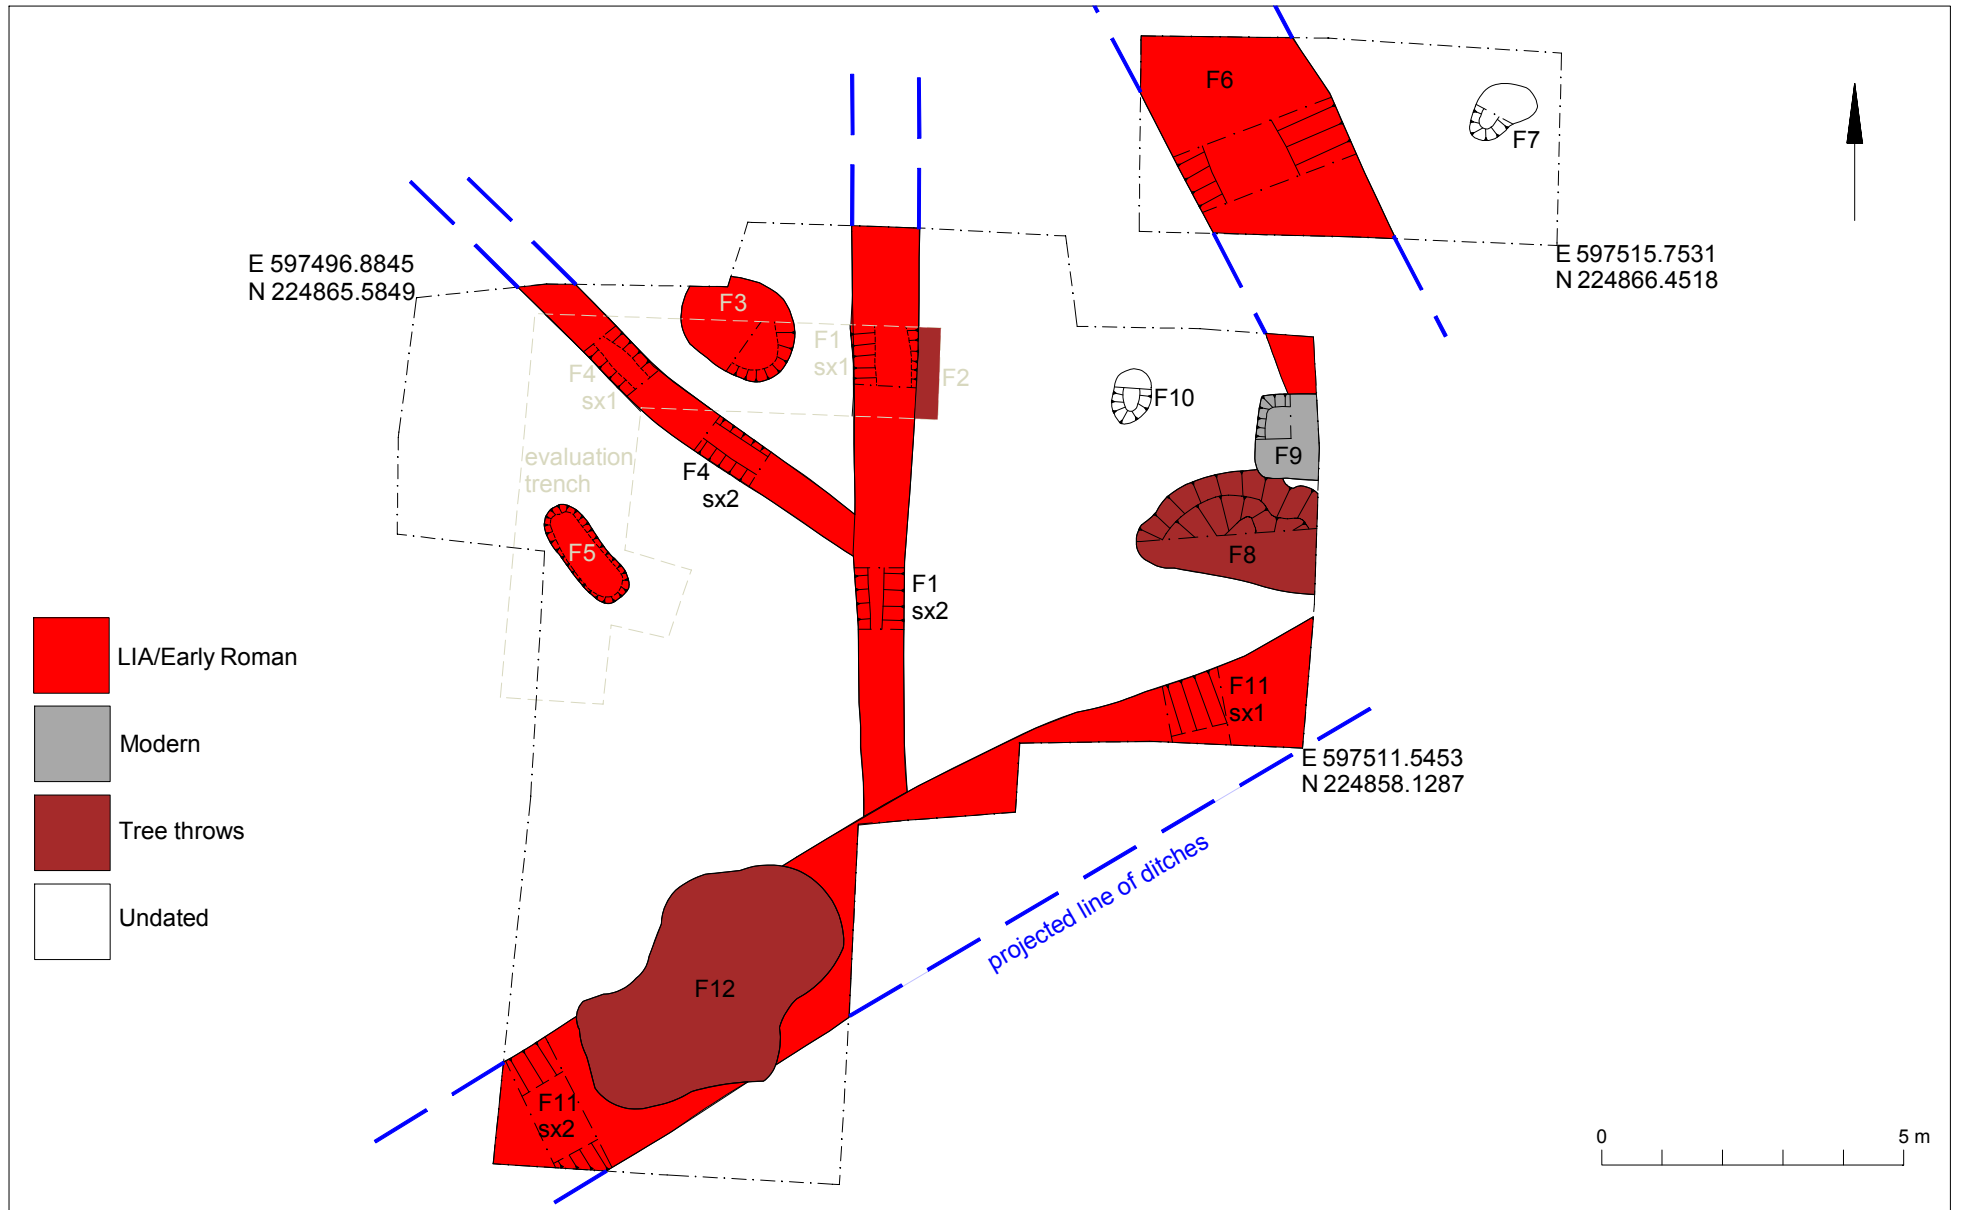 F6
F7
E 597496.8845
N 224865.5849
E 597515.7531
N 224866.4518
F3
F1
sx1
F2
F4
sx1
F10
evaluation
trench
F4
sx2
F9
F5
F8
F1
sx2
LIA/Early Roman
F11
sx1
Modern
E 597511.5453
N 224858.1287
Tree throws
projected line of ditches
Undated
F12
F11
sx2
0 5 m